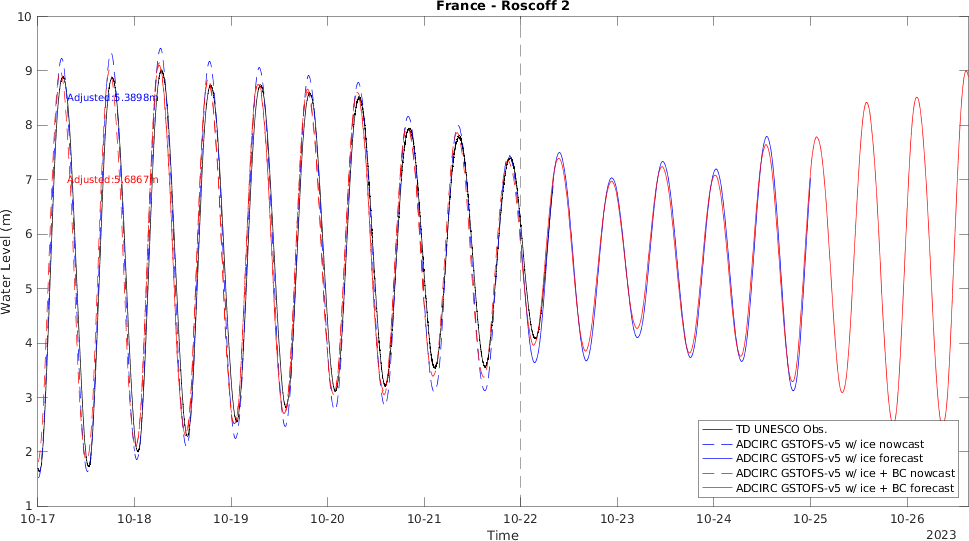 France - Roscoff 2
10
9
8
7
6
5
4
3
2
1
Water Level (m)
Adjusted:5.3898m
Adjusted:5.6867m
TD UNESCO Obs.
ADCIRC GSTOFS-v5 w/ ice nowcast
ADCIRC GSTOFS-v5 w/ ice forecast
ADCIRC GSTOFS-v5 w/ ice + BC nowcast
ADCIRC GSTOFS-v5 w/ ice + BC forecast
10-17 10-18 10-19 10-20 10-21 10-22 10-23 10-24 10-25 10-26
Time
2023